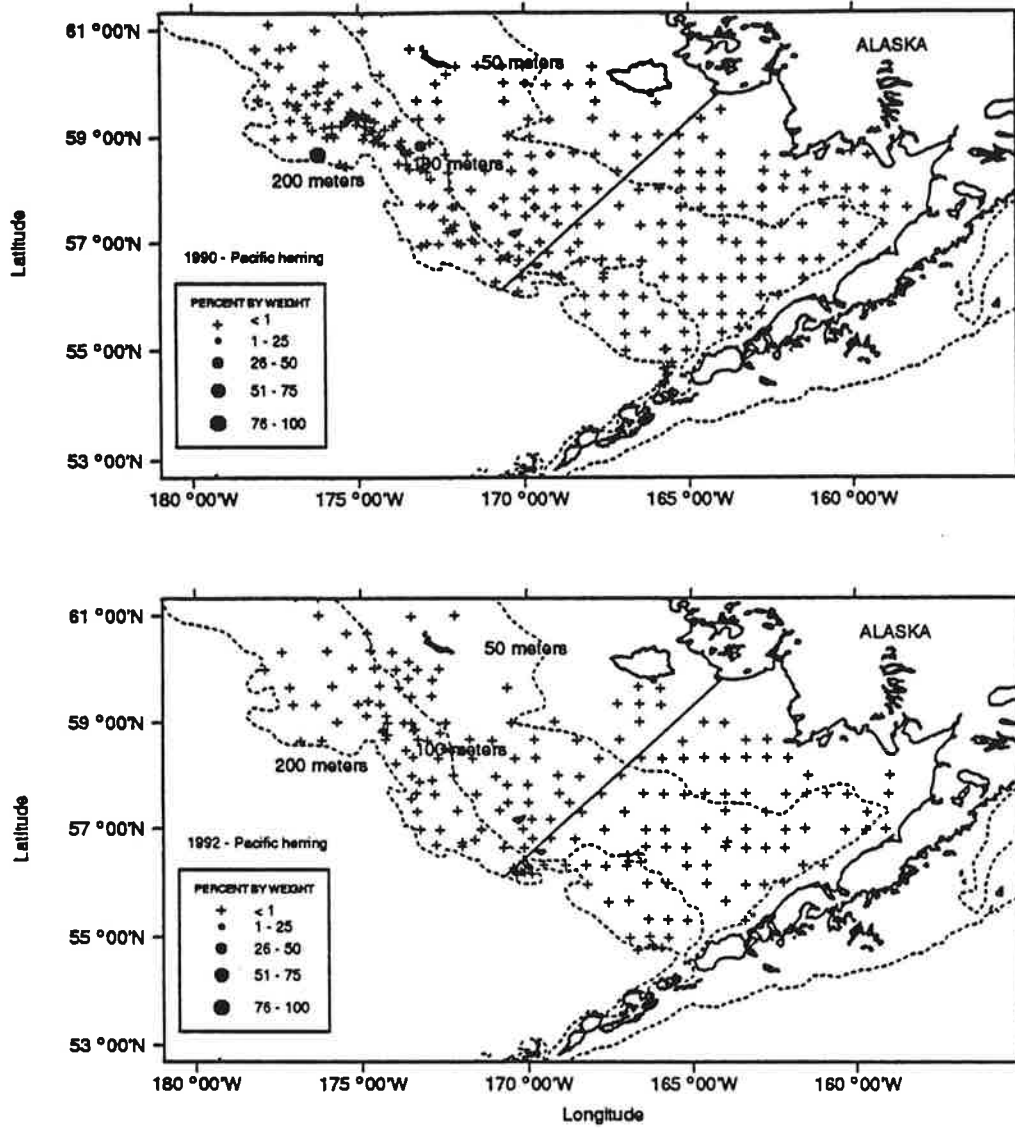 61 °00'N
59 °00'N
57 °00'N
55 °00'N
53 °00'N
Latitude
ALASKA
50 meters
100 meters
200 meters
1990 - Pacific herring
PERCENT BY WEIGHT
< 1
1 - 25
26 - 50
51 - 75
76 - 100
180 °00'W
175 °00'W
170 °00'W
165 °00'W
160 °00'W
61 °00'N
59 °00'N
57 °00'N
55 °00'N
53 °00'N
Latitude
ALASKA
50 meters
100 meters
200 meters
1992 - Pacific herring
PERCENT BY WEIGHT
< 1
1 - 25
26 - 50
51 - 75
76 - 100
180 °00'W
175 °00'W
170 °00'W
165 °00'W
160 °00'W
Longitude